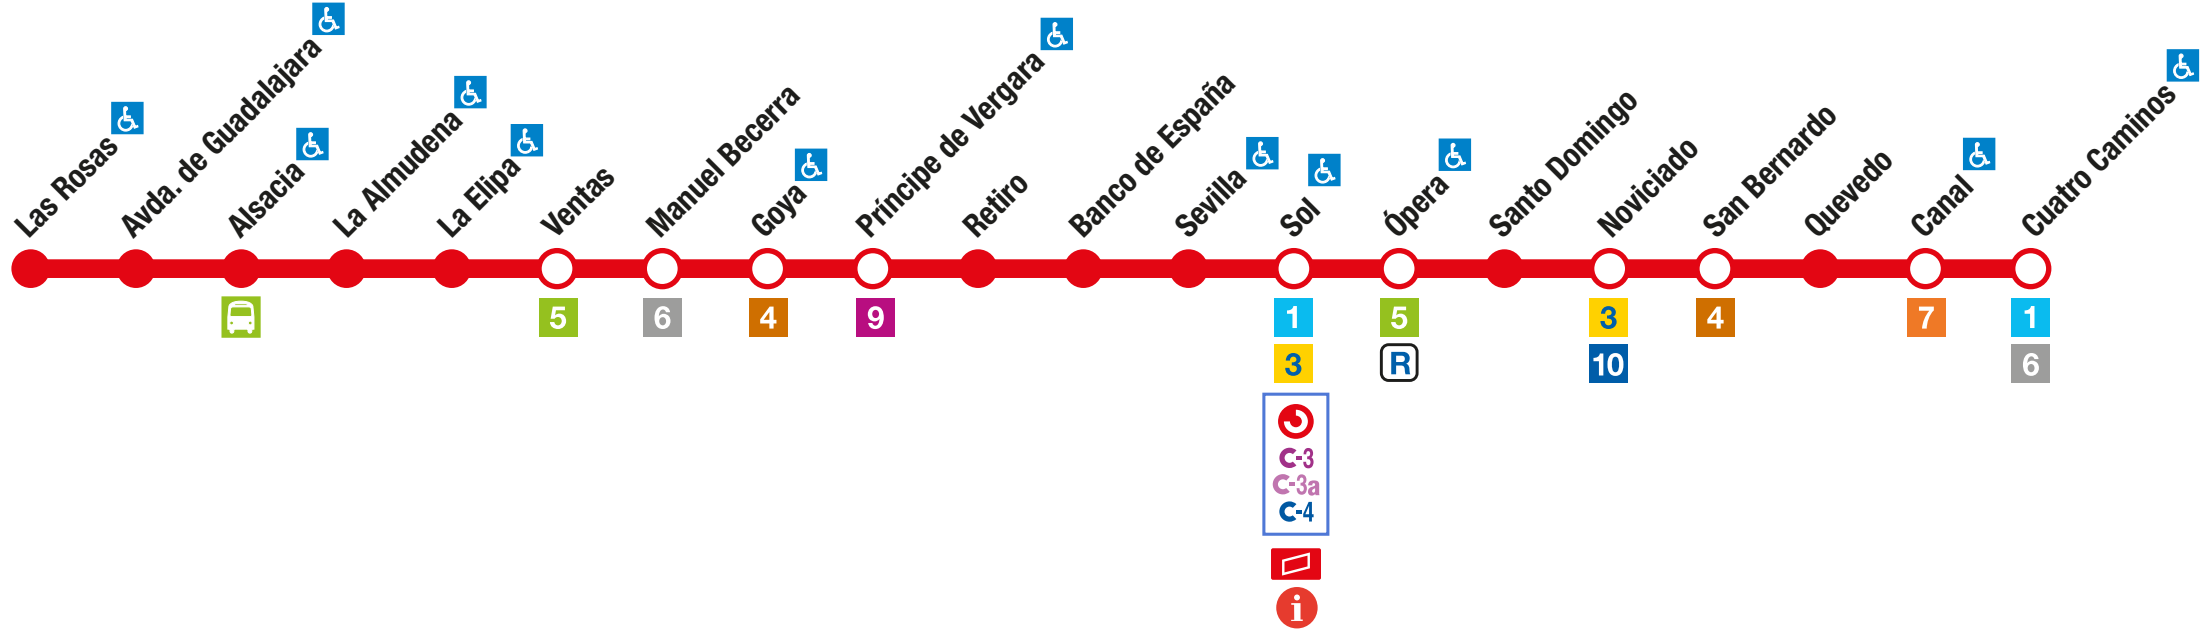 Las Rosas
Avda. de Guadalajara
Alsacia
La Almudena
La Elipa
Ventas
Manuel Becerra
Goya
Príncipe de Vergara
Retiro
Banco de España
Sevilla
Sol
Ópera
Santo Domingo
Noviciado
San Bernardo
Quevedo
Canal
Cuatro Caminos
5
6
4
9
1
3
C-3
C-3a
C-4
i
5
R
3
10
4
7
1
6